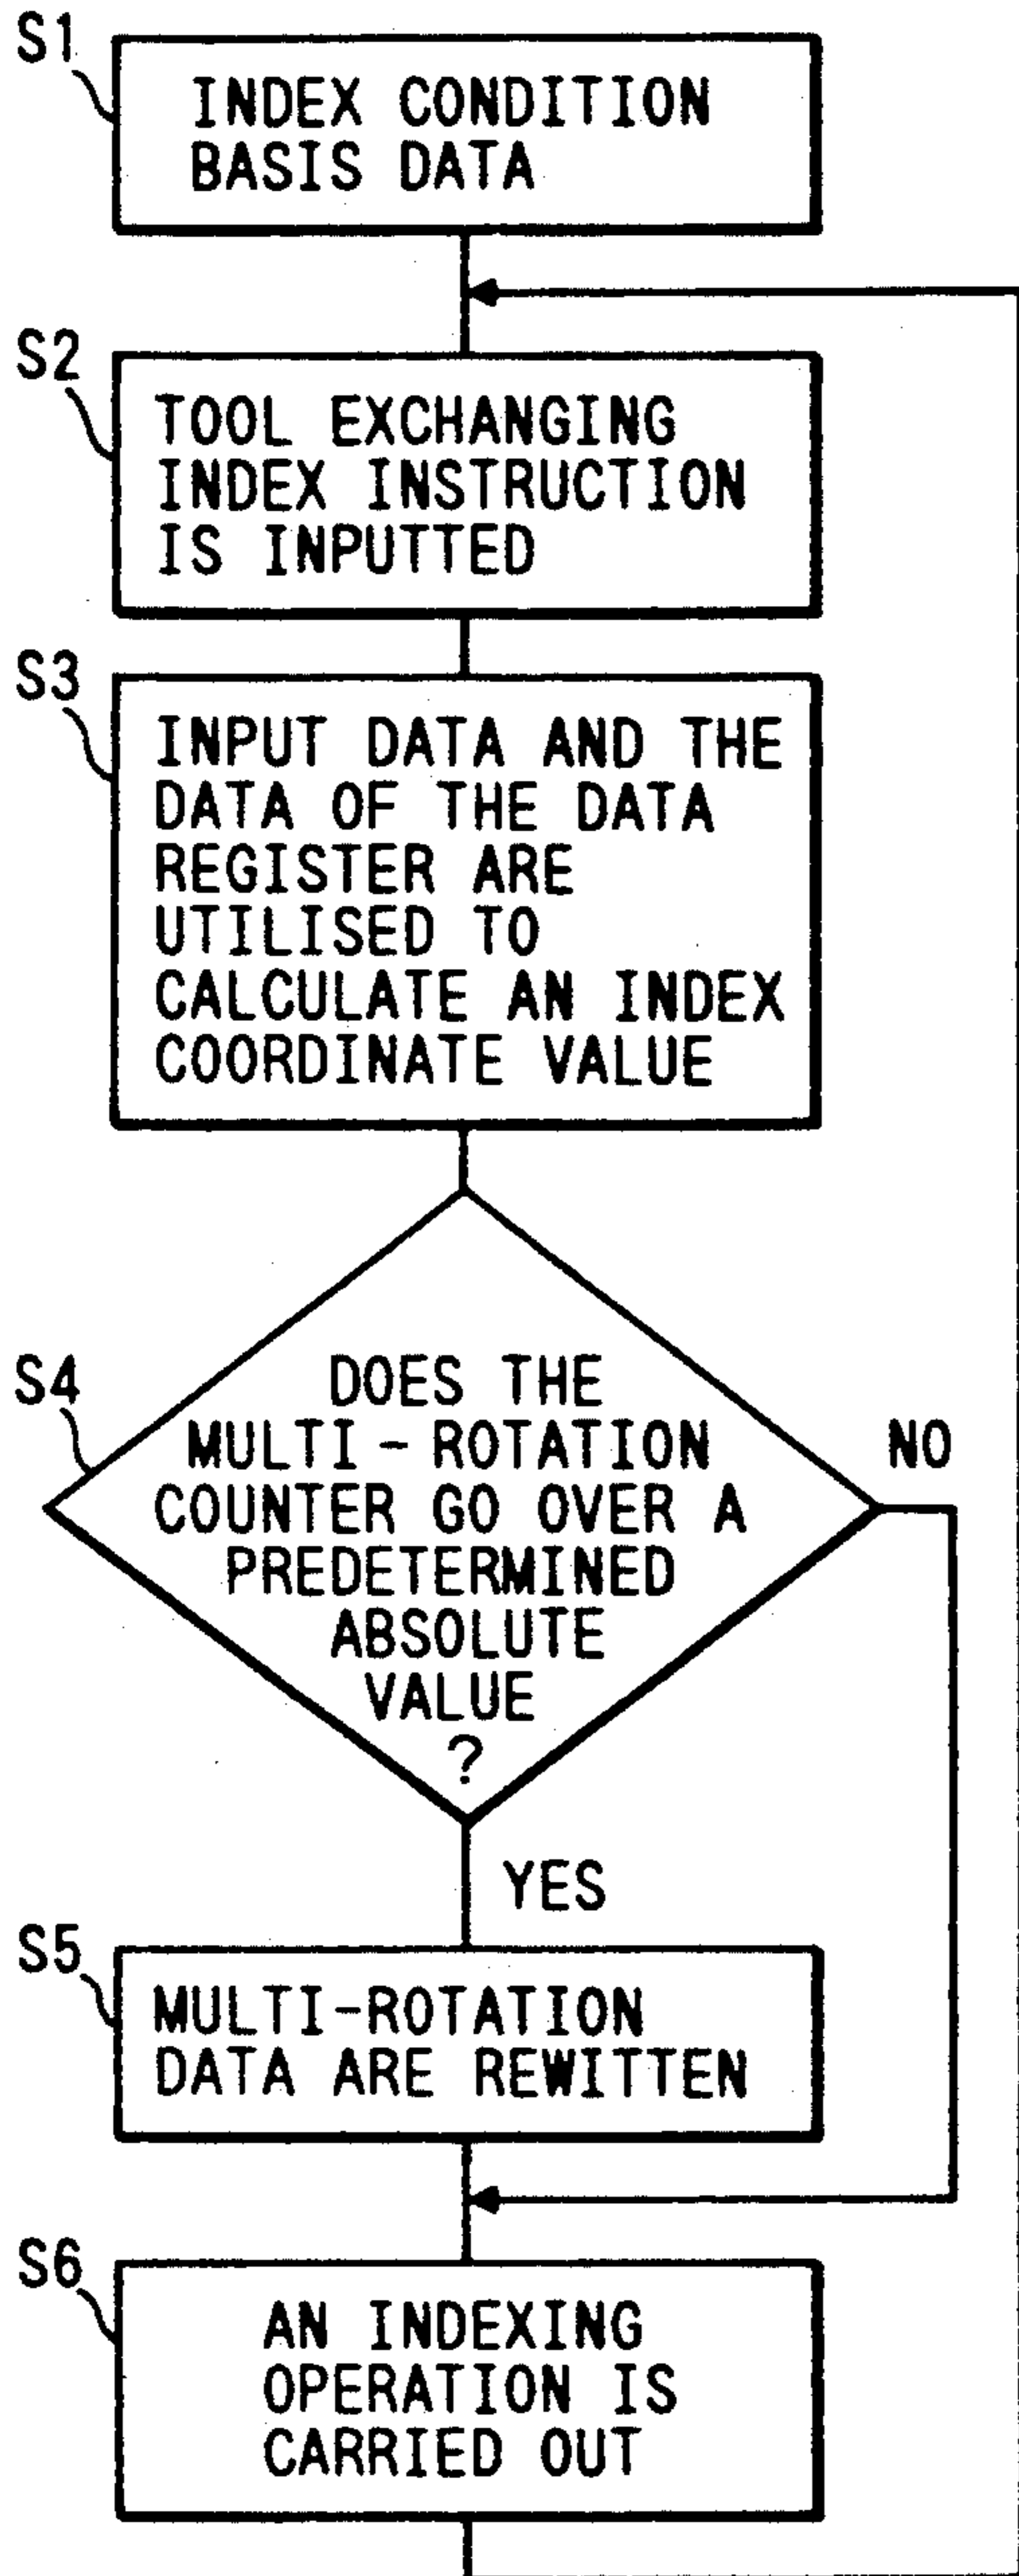 S1
INDEX CONDITION
BASIS DATA
S2
TOOL EXCHANGING
INDEX INSTRUCTION
IS INPUTTED
S3
INPUT DATA AND THE
DATA OF THE DATA
REGISTER ARE
UTILISED TO
CALCULATE AN INDEX
COORDINATE VALUE
S4
DOES THE
MULTI-ROTATION
COUNTER GO OVER A
PREDETERMINED
ABSOLUTE
VALUE
?
NO
YES
S5
MULTI-ROTATION
DATA ARE REWITTEN
S6
AN INDEXING
OPERATION IS
CARRIED OUT